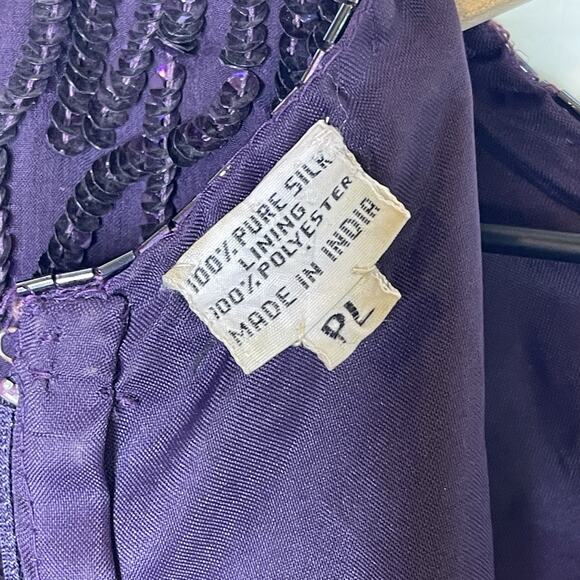 100% PURE SILK
LINING
100% POLYESTER
MADE IN INDIA
PL